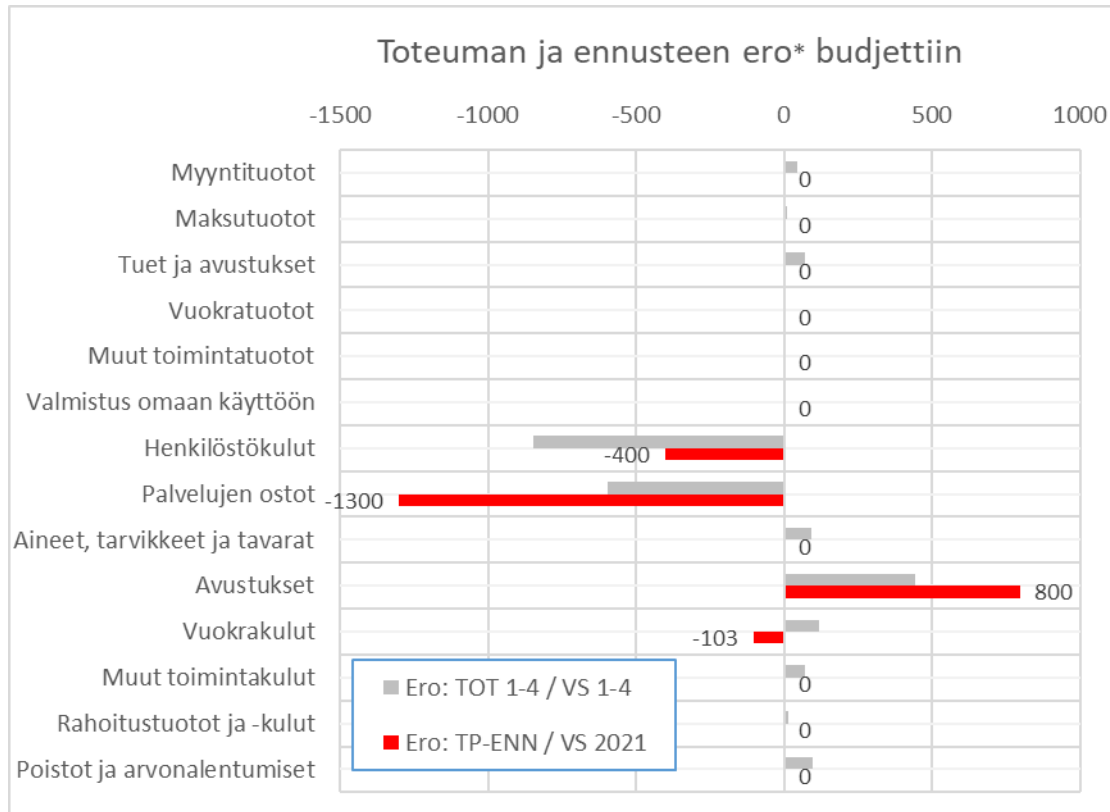 Toteuman ja ennusteen ero* budjettiin
-1500 -1000 -500 0 500 1000
Myyntituotot 0
Maksutuotot 0
Tuet ja avustukset 0
Vuokratuotot 0
Muut toimintatuotot 0
Valmistus omaan käyttöön 0
Henkilöstökulut -400
Palvelujen ostot -1300
Aineet, tarvikkeet ja tavarat 0
Avustukset 800
Vuokrakulut -103
Muut toimintakulut 0
Rahoitustuotot ja -kulut 0
Poistot ja arvonalentumiset 0
Ero: TOT 1-4 / VS 1-4
Ero: TP-ENN / VS 2021